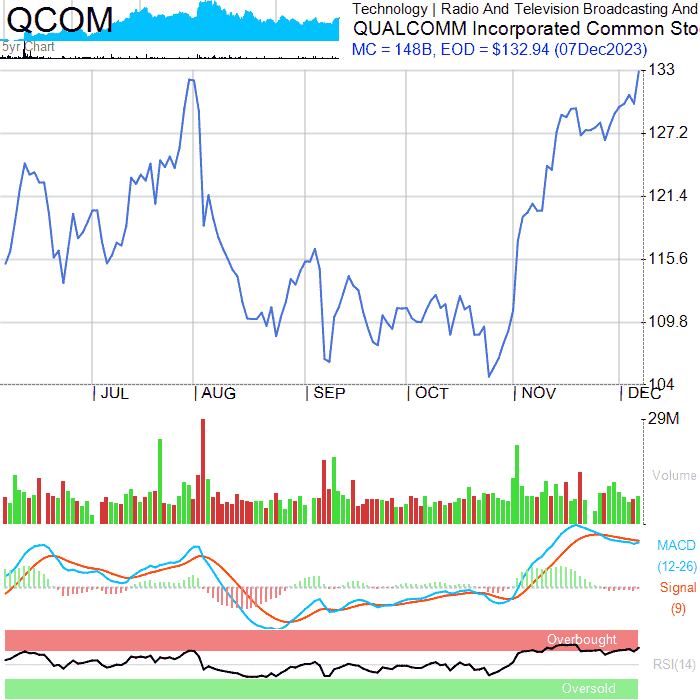 QCOM
5yr Chart
Technology | Radio And Television Broadcasting And
QUALCOMM Incorporated Common Sto
MC = 148B, EOD = $132.94 (07Dec2023)
133
127.2
121.4
115.6
109.8
104
JUL AUG SEP OCT NOV DEC
29M
Volume
MACD
(12-26)
Signal
(9)
Overbought
RSI(14)
Oversold